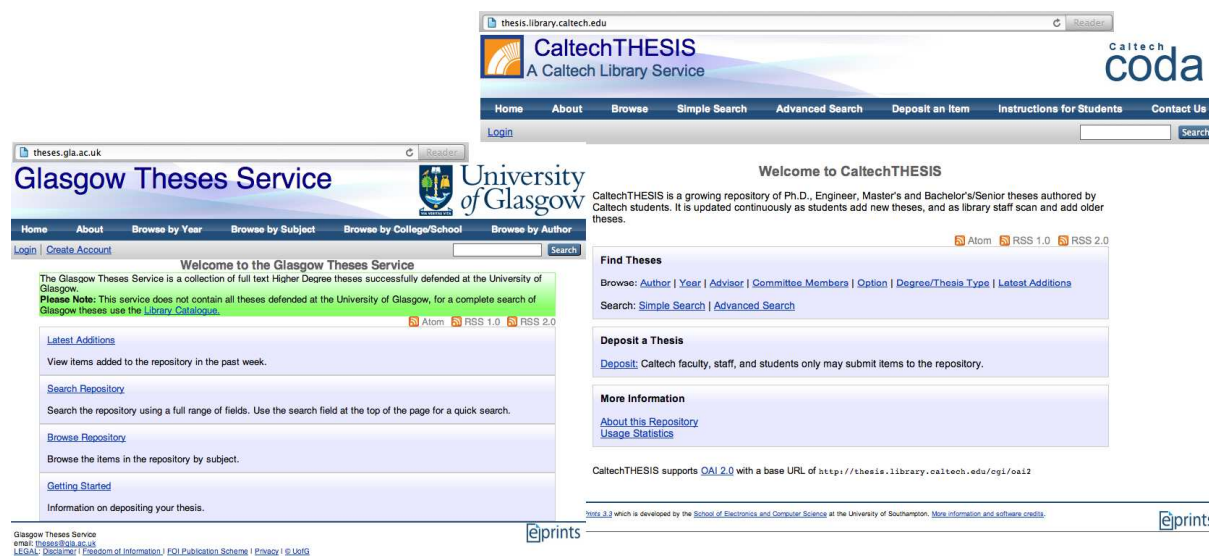 thesis.library.caltech.edu
Reader
CaltechTHESIS
A Caltech Library Service
Caltech
coda
Home About Browse Simple Search Advanced Search Deposit an Item Instructions for Students Contact Us
Login
Search
Welcome to CaltechTHESIS
CaltechTHESIS is a growing repository of Ph.D., Engineer, Master's and Bachelor's/Senior theses authored by
Caltech students. It is updated continuously as students add new theses, and as library staff scan and add older
theses.
Atom RSS 1.0 RSS 2.0
Find Theses
Browse: Author | Year | Advisor | Committee Members | Option | Degree/Thesis Type | Latest Additions
Search: Simple Search | Advanced Search
Deposit a Thesis
Deposit: Caltech faculty, staff, and students only may submit items to the repository.
More Information
About this Repository
Usage Statistics
CaltechTHESIS supports OAI 2.0 with a base URL of http://thesis.library.caltech.edu/cgi/oai2
Prints 3.3 which is developed by the School of Electronics and Computer Science at the University of Southampton. More information and software credits.
eprints
theses.gla.ac.uk
Reader
Glasgow Theses Service
University
of Glasgow
Home About Browse by Year Browse by Subject Browse by College/School Browse by Author
Login | Create Account
Search
Welcome to the Glasgow Theses Service
The Glasgow Theses Service is a collection of full text Higher Degree theses successfully defended at the University of
Glasgow.
Please Note: This service does not contain all theses defended at the University of Glasgow, for a complete search of
Glasgow theses use the Library Catalogue.
Atom RSS 1.0 RSS 2.0
Latest Additions
View items added to the repository in the past week.
Search Repository
Search the repository using a full range of fields. Use the search field at the top of the page for a quick search.
Browse Repository
Browse the items in the repository by subject.
Getting Started
Information on depositing your thesis.
eprints
Glasgow Theses Service
email: theses@gla.ac.uk
LEGAL: Disclaimer | Freedom of Information | FOI Publication Scheme | Privacy | © UofG